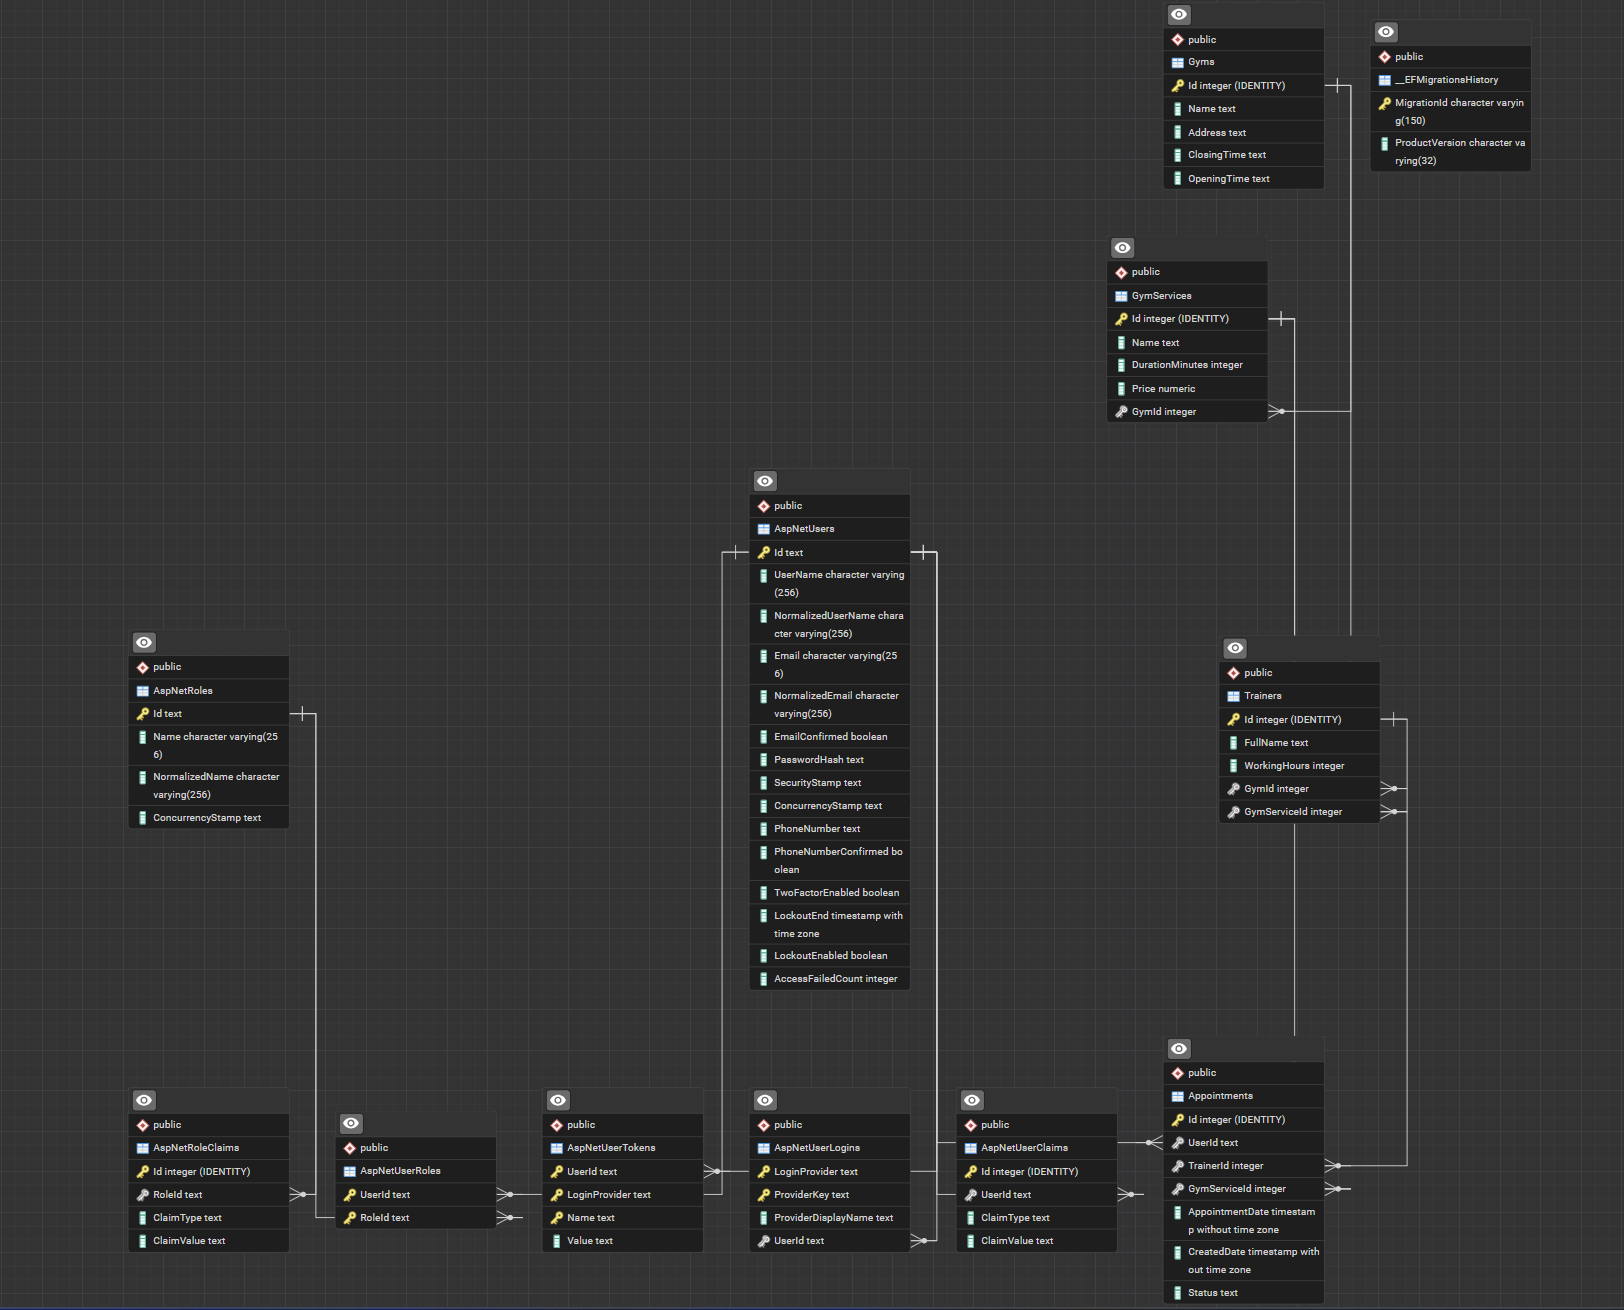 public
Gyms
Id integer (IDENTITY)
Name text
Address text
ClosingTime text
OpeningTime text
public
__EFMigrationsHistory
MigrationId character varyin
g(150)
ProductVersion character va
rying(32)
public
GymServices
Id integer (IDENTITY)
Name text
DurationMinutes integer
Price numeric
GymId integer
public
AspNetUsers
Id text
UserName character varying
(256)
NormalizedUserName chara
cter varying(256)
Email character varying(25
6)
NormalizedEmail character
varying(256)
EmailConfirmed boolean
PasswordHash text
SecurityStamp text
ConcurrencyStamp text
PhoneNumber text
PhoneNumberConfirmed bo
olean
TwoFactorEnabled boolean
LockoutEnd timestamp with
time zone
LockoutEnabled boolean
AccessFailedCount integer
public
AspNetRoles
Id text
Name character varying(25
6)
NormalizedName character
varying(256)
ConcurrencyStamp text
public
Trainers
Id integer (IDENTITY)
FullName text
WorkingHours integer
GymId integer
GymServiceId integer
public
AspNetRoleClaims
Id integer (IDENTITY)
RoleId text
ClaimType text
ClaimValue text
public
AspNetUserRoles
UserId text
RoleId text
public
AspNetUserTokens
UserId text
LoginProvider text
Name text
Value text
public
AspNetUserLogins
LoginProvider text
ProviderKey text
ProviderDisplayName text
UserId text
public
AspNetUserClaims
Id integer (IDENTITY)
UserId text
ClaimType text
ClaimValue text
public
Appointments
Id integer (IDENTITY)
UserId text
TrainerId integer
GymServiceId integer
AppointmentDate timestam
p without time zone
CreatedDate timestamp with
out time zone
Status text